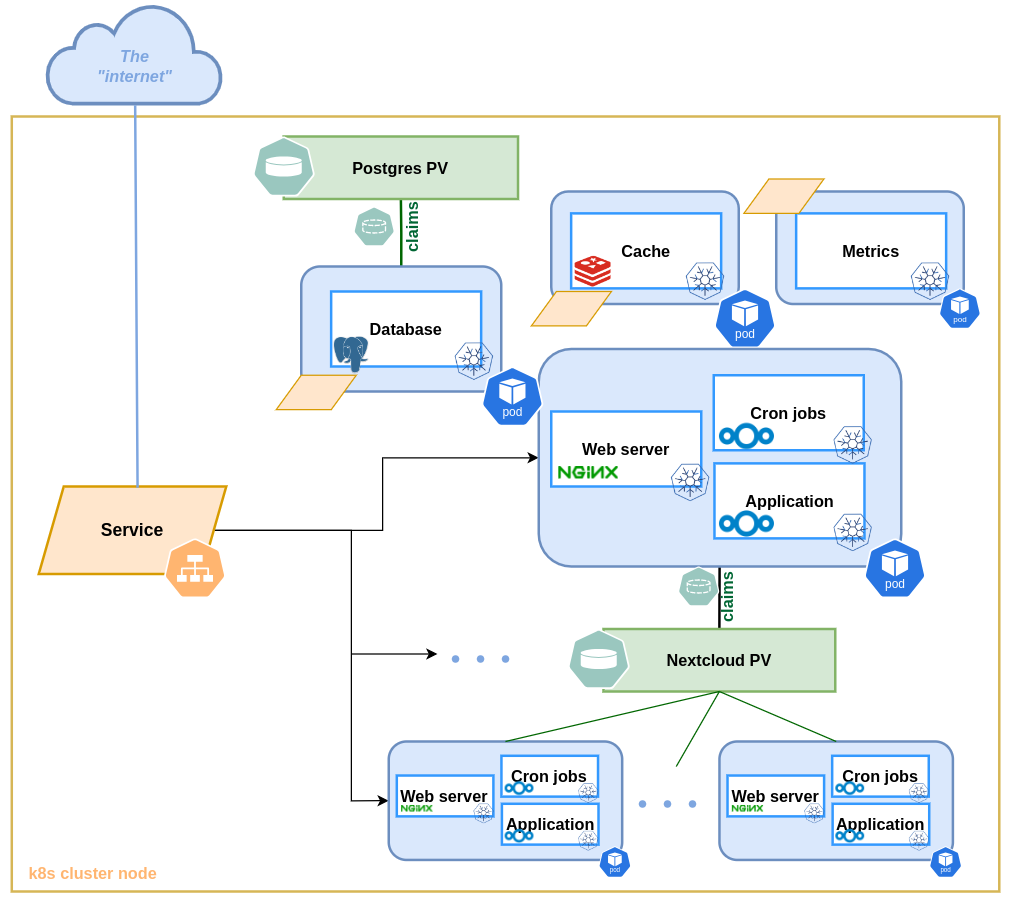 The
"internet"
Postgres PV
claims
Cache
Metrics
pod
pod
Database
pod
Cron jobs
Web server
NGINX
Application
pod
Service
claims
Nextcloud PV
Cron jobs
Web server
NGINX
Application
pod
Cron jobs
Web server
NGINX
Application
pod
k8s cluster node